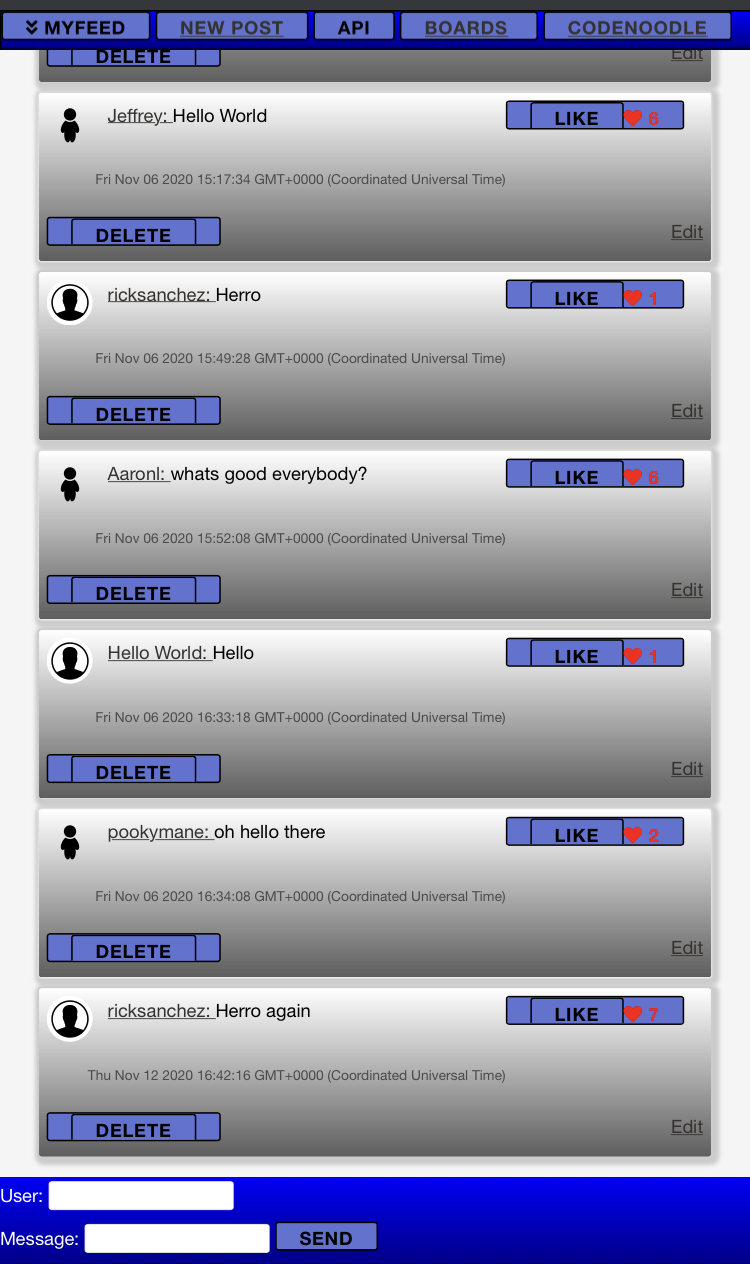 MYFEED NEW POST API BOARDS CODENOODLE
DELETE Edit
Jeffrey: Hello World LIKE 6
Fri Nov 06 2020 15:17:34 GMT+0000 (Coordinated Universal Time)
DELETE Edit
ricksanchez: Herro LIKE 1
Fri Nov 06 2020 15:49:28 GMT+0000 (Coordinated Universal Time)
DELETE Edit
Aaronl: whats good everybody? LIKE 6
Fri Nov 06 2020 15:52:08 GMT+0000 (Coordinated Universal Time)
DELETE Edit
Hello World: Hello LIKE 1
Fri Nov 06 2020 16:33:18 GMT+0000 (Coordinated Universal Time)
DELETE Edit
pookymane: oh hello there LIKE 2
Fri Nov 06 2020 16:34:08 GMT+0000 (Coordinated Universal Time)
DELETE Edit
ricksanchez: Herro again LIKE 7
Thu Nov 12 2020 16:42:16 GMT+0000 (Coordinated Universal Time)
DELETE Edit
User:
Message: SEND